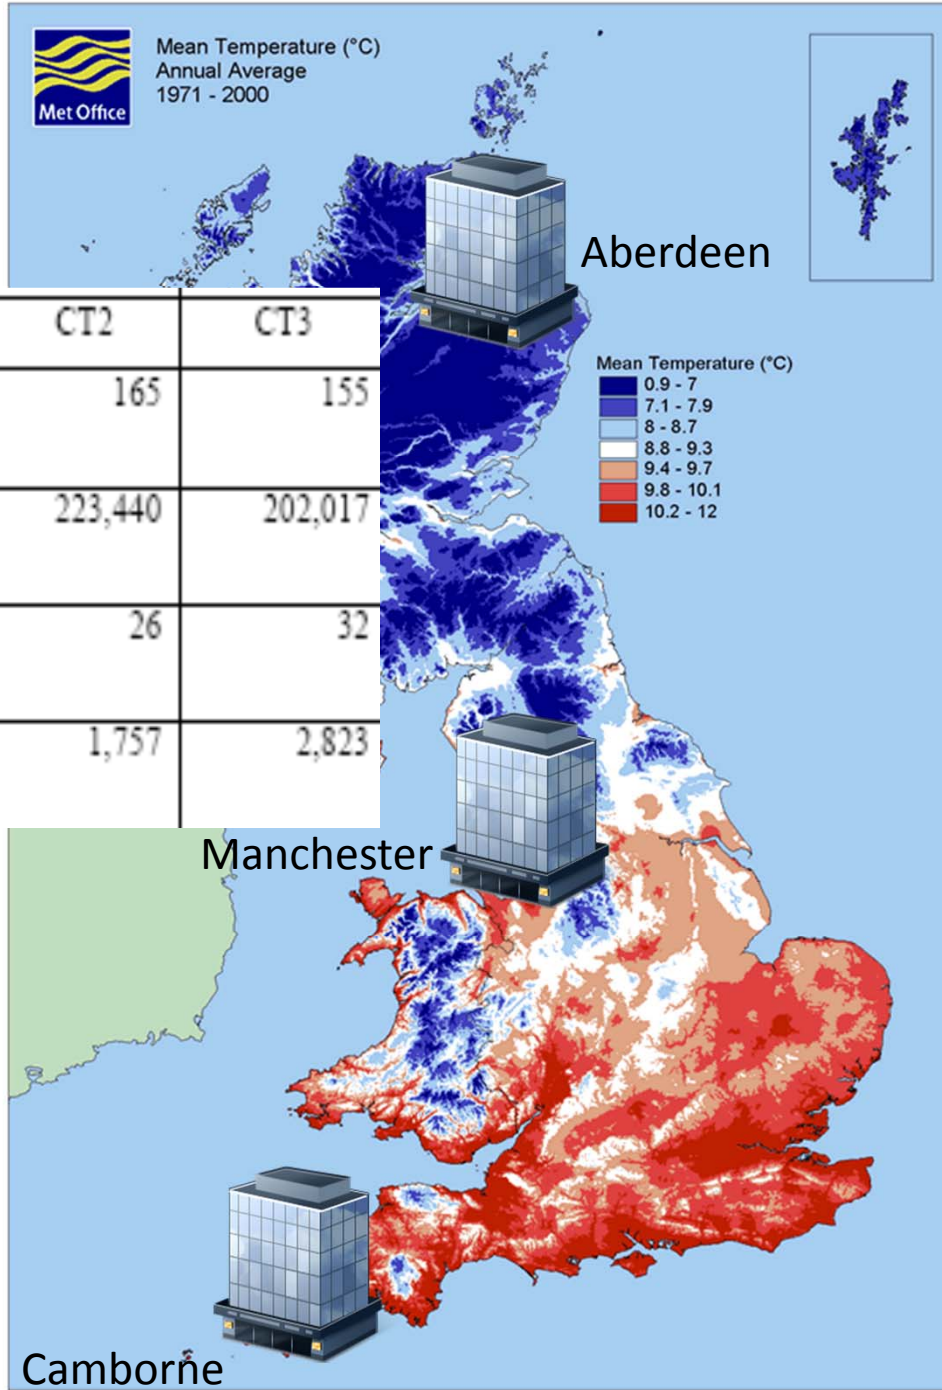 Met Office
Mean Temperature (°C)
Annual Average
1971 - 2000
Aberdeen
CT2 CT3
165 155
223,440 202,017
26 32
1,757 2,823
Mean Temperature (°C)
0.9 - 7
7.1 - 7.9
8 - 8.7
8.8 - 9.3
9.4 - 9.7
9.8 - 10.1
10.2 - 12
Manchester
Camborne